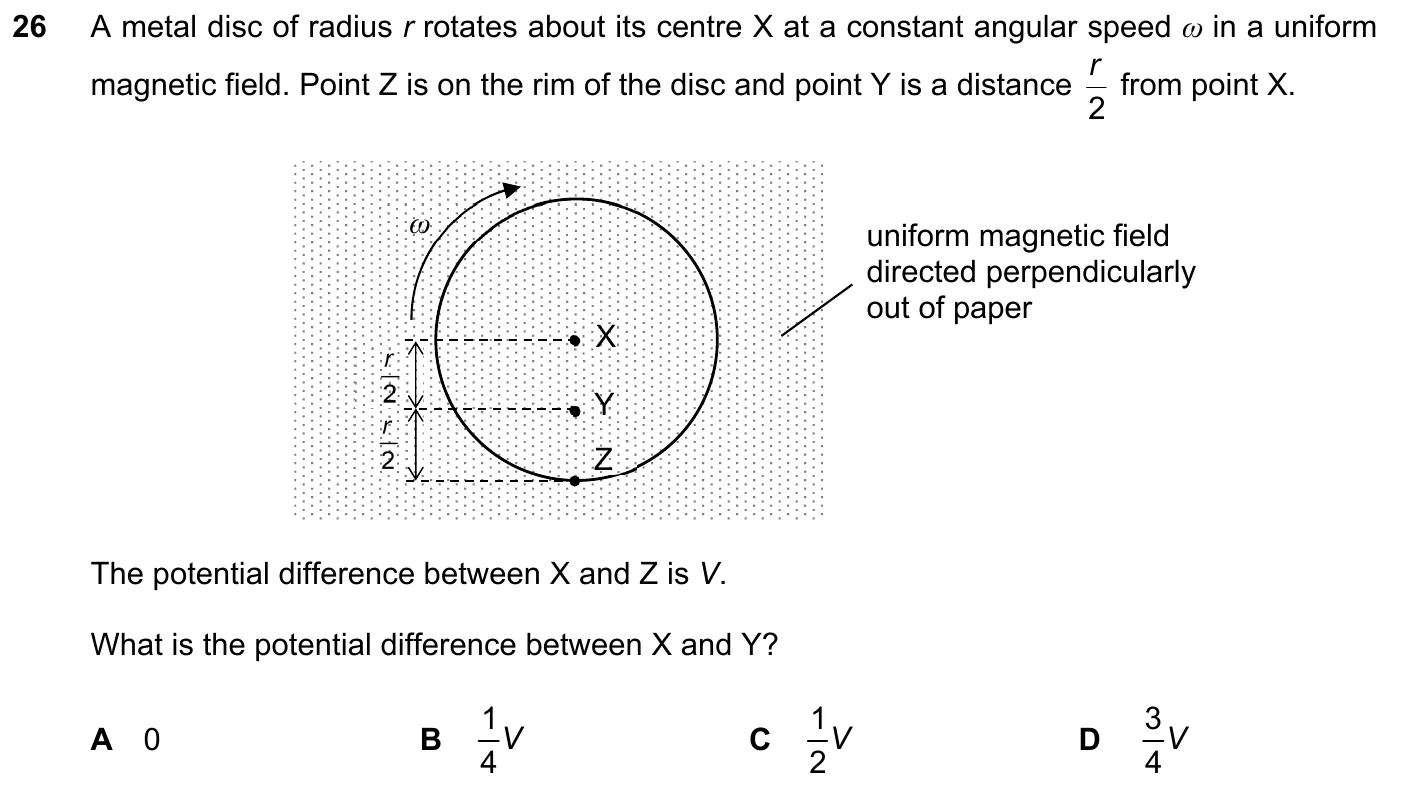 26 A metal disc of radius r rotates about its centre X at a constant angular speed ω in a uniform
magnetic field. Point Z is on the rim of the disc and point Y is a distance r/2 from point X.
ω
uniform magnetic field
directed perpendicularly
out of paper
X
r/2
Y
r/2
Z
The potential difference between X and Z is V.
What is the potential difference between X and Y?
A 0 B 1/4 V C 1/2 V D 3/4 V